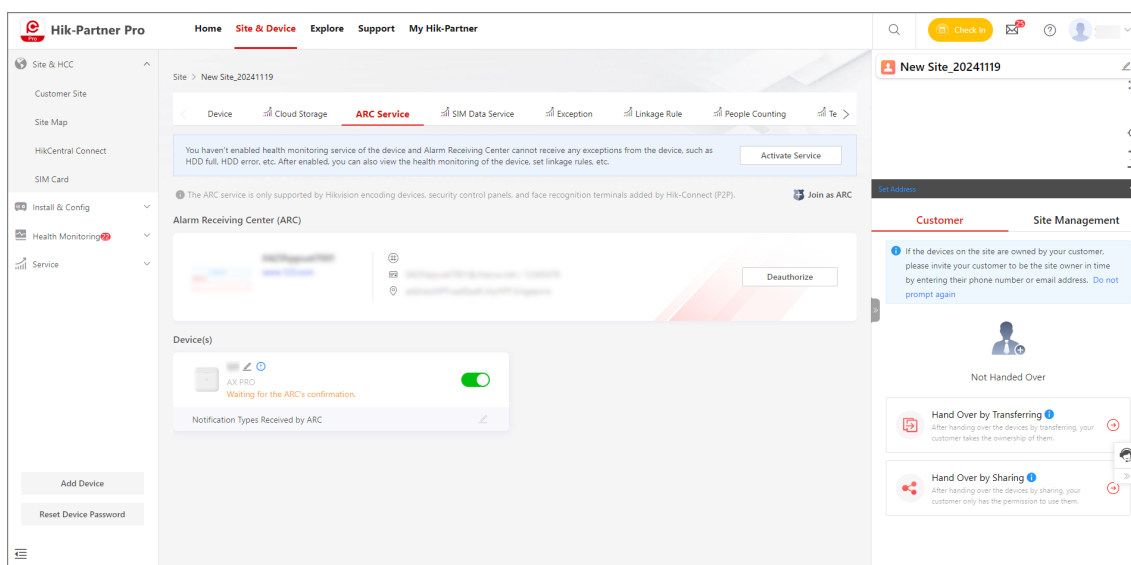 Pro
Hik-Partner Pro
Home Site & Device Explore Support My Hik-Partner
Check In
25
Site & HCC
Customer Site
Site Map
HikCentral Connect
SIM Card
Install & Config
Health Monitoring 22
Service
Add Device
Reset Device Password
Site > New Site_20241119
Device Cloud Storage ARC Service SIM Data Service Exception Linkage Rule People Counting Te
You haven't enabled health monitoring service of the device and Alarm Receiving Center cannot receive any exceptions from the device, such as
HDD full, HDD error, etc. After enabled, you can also view the health monitoring of the device, set linkage rules, etc.
Activate Service
The ARC service is only supported by Hikvision encoding devices, security control panels, and face recognition terminals added by Hik-Connect (P2P).
Join as ARC
Alarm Receiving Center (ARC)
Deauthorize
Device(s)
AX PRO
Waiting for the ARC's confirmation.
Notification Types Received by ARC
New Site_20241119
Set Address
Customer Site Management
If the devices on the site are owned by your customer,
please invite your customer to be the site owner in time
by entering their phone number or email address. Do not
prompt again
Not Handed Over
Hand Over by Transferring
After handing over the devices by transferring, your
customer takes the ownership of them.
Hand Over by Sharing
After handing over the devices by sharing, your
customer only has the permission to use them.